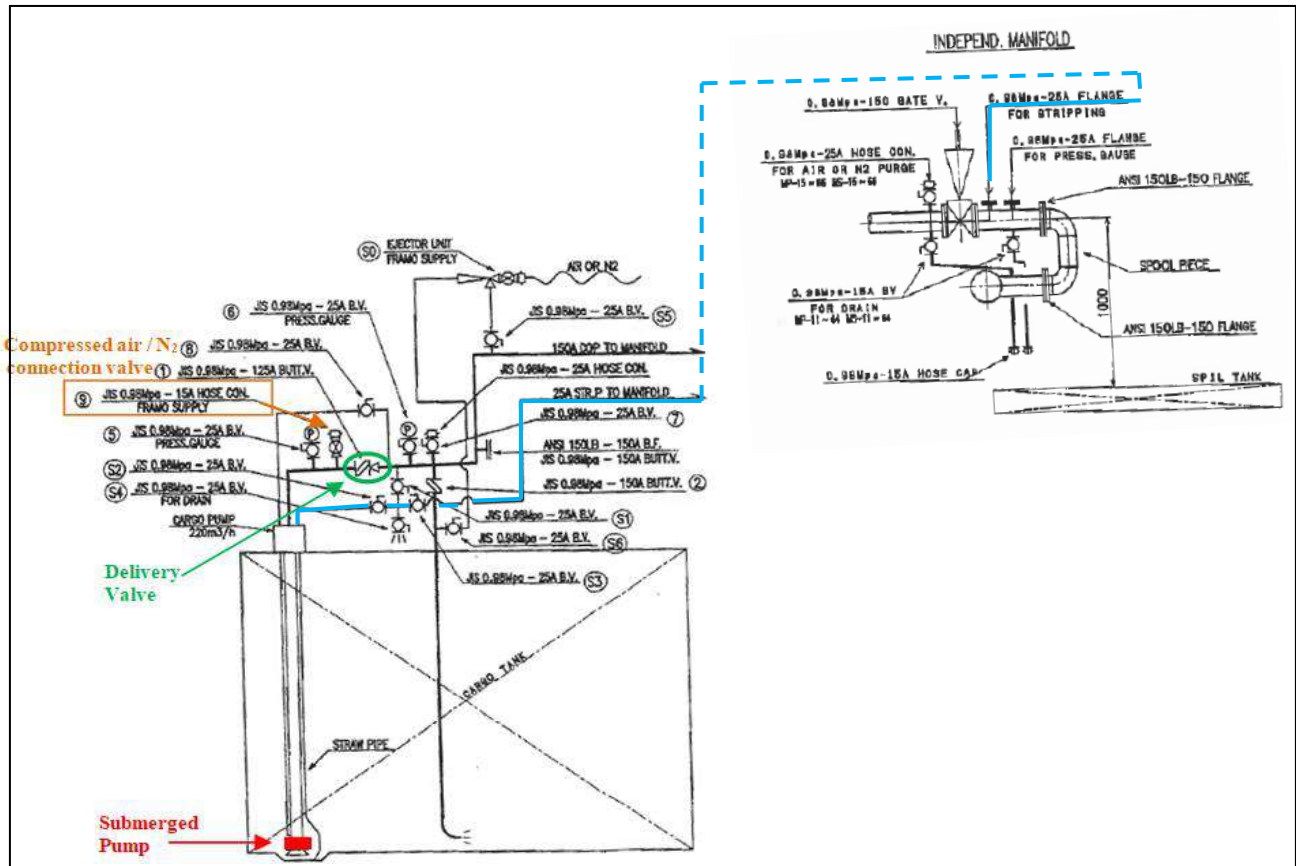 INDEPEND. MANIFOLD
0.98Mpa-150 GATE V.
0.98Mpa-25A FLANGE
FOR STRIPPING
0.98Mpa-25A HOSE CON.
FOR AIR OR N2 PURGE
0.98Mpa-25A FLANGE
FOR PRESS. GAUGE
ANSI 150LB-150 FLANGE
SPOOL PIECE
1000
0.98Mpa-15A BV
FOR DRAIN
ANSI 150LB-150 FLANGE
0.98Mpa-15A HOSE CAP
SPIL TANK
S0 EJECTOR UNIT
FRAMO SUPPLY
AIR OR N2
6 JIS 0.98Mpa - 25A B.V.
PRESS.GAUGE
JIS 0.98Mpa - 25A B.V. S5
Compressed air / N2
connection valve
8 JIS 0.98Mpa - 25A B.V.
150A COP TO MANIFOLD
1 JIS 0.98Mpa - 125A BUTT.V.
JIS 0.98Mpa - 25A HOSE CON.
9 JIS 0.98Mpa - 15A HOSE CON.
FRAMO SUPPLY
25A STR.P TO MANIFOLD
JIS 0.98Mpa - 25A B.V. 7
5 JIS 0.98Mpa - 25A B.V.
PRESS.GAUGE
P
P
ANSI 150LB - 150A B.F.
JIS 0.98Mpa - 150A BUTT.V.
S2 JIS 0.98Mpa - 25A B.V.
JIS 0.98Mpa - 150A BUTT.V. 2
S4 JIS 0.98Mpa - 25A B.V.
FOR DRAIN
JIS 0.98Mpa - 25A B.V. S1
CARGO PUMP
220m3/h
JIS 0.98Mpa - 25A B.V. S6
JIS 0.98Mpa - 25A B.V. S3
Delivery
Valve
CARGO TANK
STRAW PIPE
Submerged
Pump